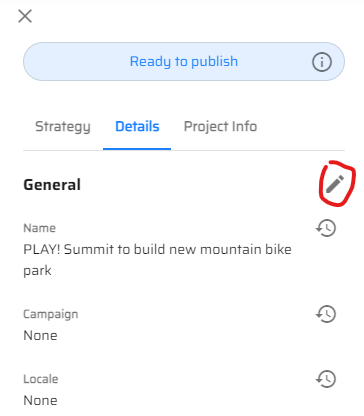 Ready to publish
Strategy Details Project Info
General
Name
PLAY! Summit to build new mountain bike
park
Campaign
None
Locale
None